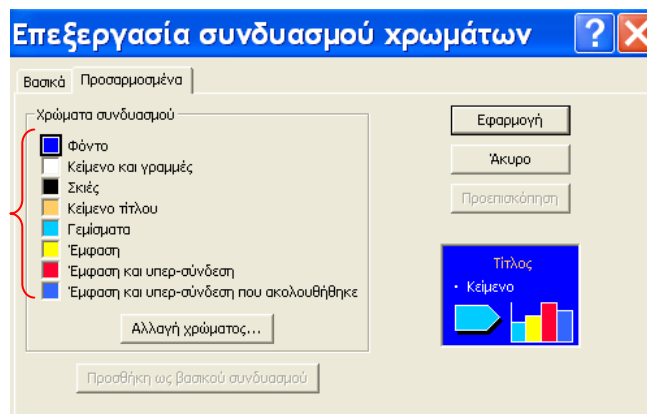 Επεξεργασία συνδυασμού χρωμάτων
Βασικά Προσαρμοσμένα
Χρώματα συνδυασμού
Φόντο
Κείμενο και γραμμές
Σκιές
Κείμενο τίτλου
Γεμίσματα
Έμφαση
Έμφαση και υπερ-σύνδεση
Έμφαση και υπερ-σύνδεση που ακολουθήθηκε
Αλλαγή χρώματος...
Προσθήκη ως βασικού συνδυασμού
Εφαρμογή
Άκυρο
Προεπισκόπηση
Τίτλος
• Κείμενο